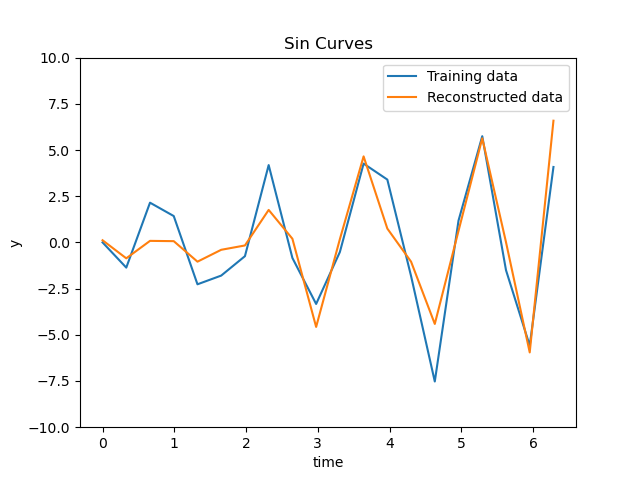 Sin Curves
Training data
Reconstructed data
10.0
7.5
5.0
2.5
0.0
−2.5
−5.0
−7.5
−10.0
y
0 1 2 3 4 5 6
time